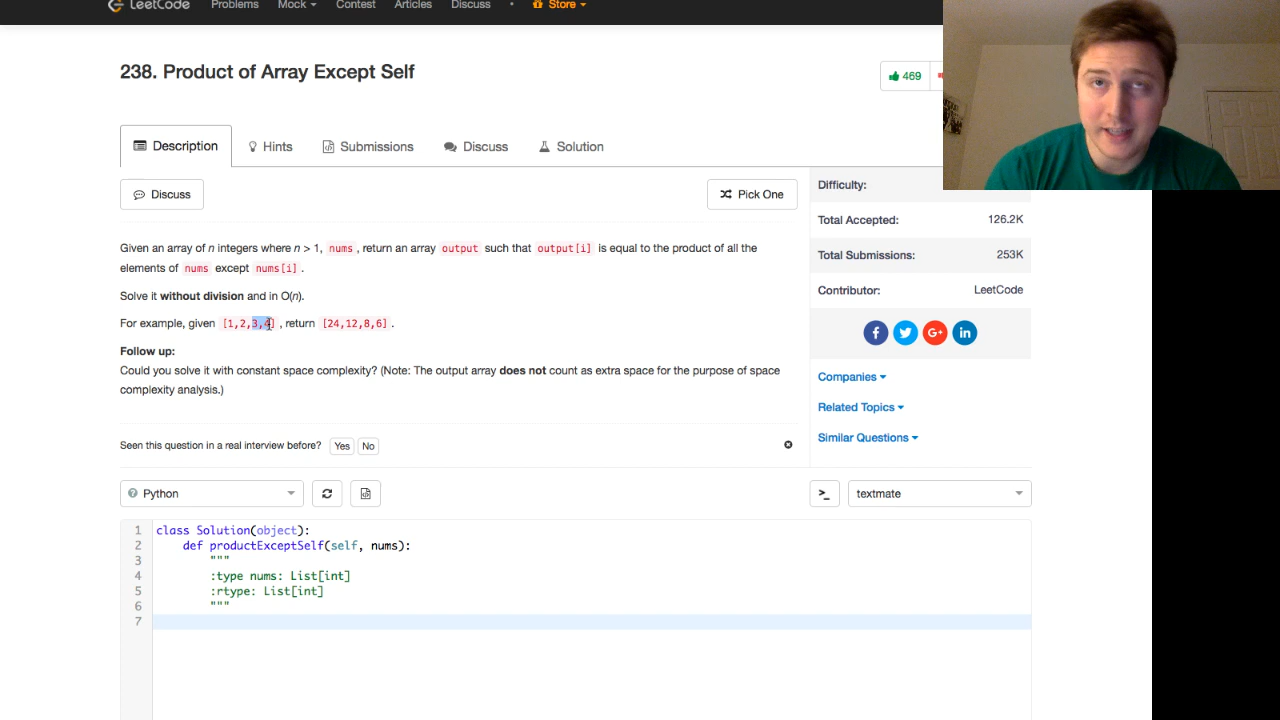 LeetCode Problems Mock Contest Articles Discuss • Store
238. Product of Array Except Self
469
Description Hints Submissions Discuss Solution
Discuss Pick One
Given an array of n integers where n > 1, nums, return an array output such that output[i] is equal to the product of all the
elements of nums except nums[i].
Solve it without division and in O(n).
For example, given [1,2,3,4], return [24,12,8,6].
Follow up:
Could you solve it with constant space complexity? (Note: The output array does not count as extra space for the purpose of space
complexity analysis.)
Seen this question in a real interview before? Yes No
Difficulty:
Total Accepted: 126.2K
Total Submissions: 253K
Contributor: LeetCode
Companies
Related Topics
Similar Questions
Python
>_ textmate
1 class Solution(object):
2 def productExceptSelf(self, nums):
3 """
4 :type nums: List[int]
5 :rtype: List[int]
6 """
7